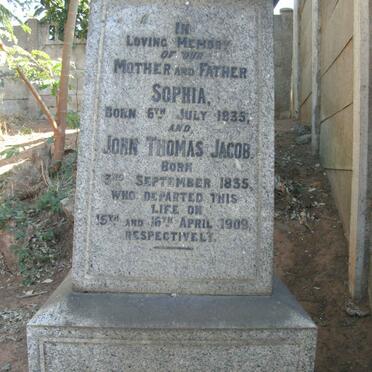 IN
LOVING MEMORY
OF OUR
MOTHER AND FATHER
SOPHIA,
BORN 6TH JULY 1835,
AND
JOHN THOMAS JACOB.
BORN
2ND SEPTEMBER 1835,
WHO DEPARTED THIS
LIFE ON
15TH AND 16TH APRIL 1909,
RESPECTIVELY.